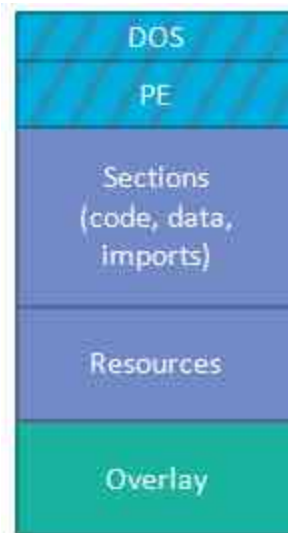 DOS
PE
Sections
(code, data,
imports)
Resources
Overlay